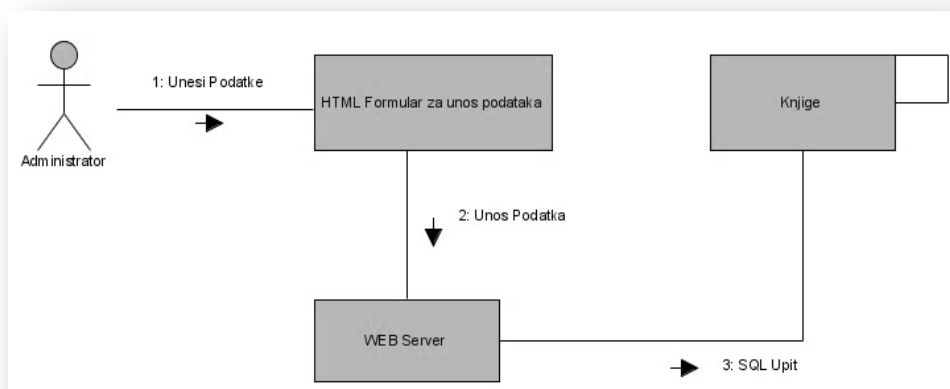 1: Unesi Podatke
HTML Formular za unos podataka
Knjige
Administrator
2: Unos Podatka
WEB Server
3: SQL Upit